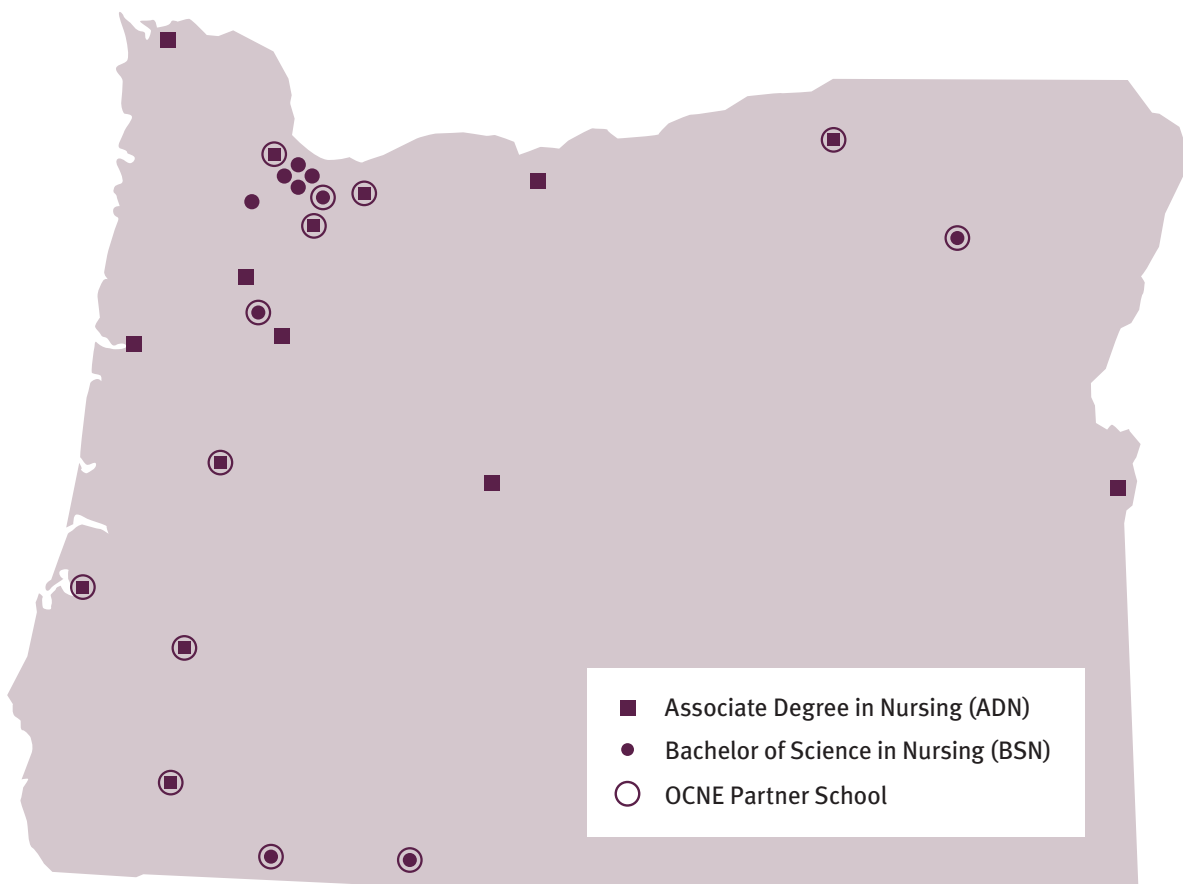 Associate Degree in Nursing (ADN)
Bachelor of Science in Nursing (BSN)
OCNE Partner School